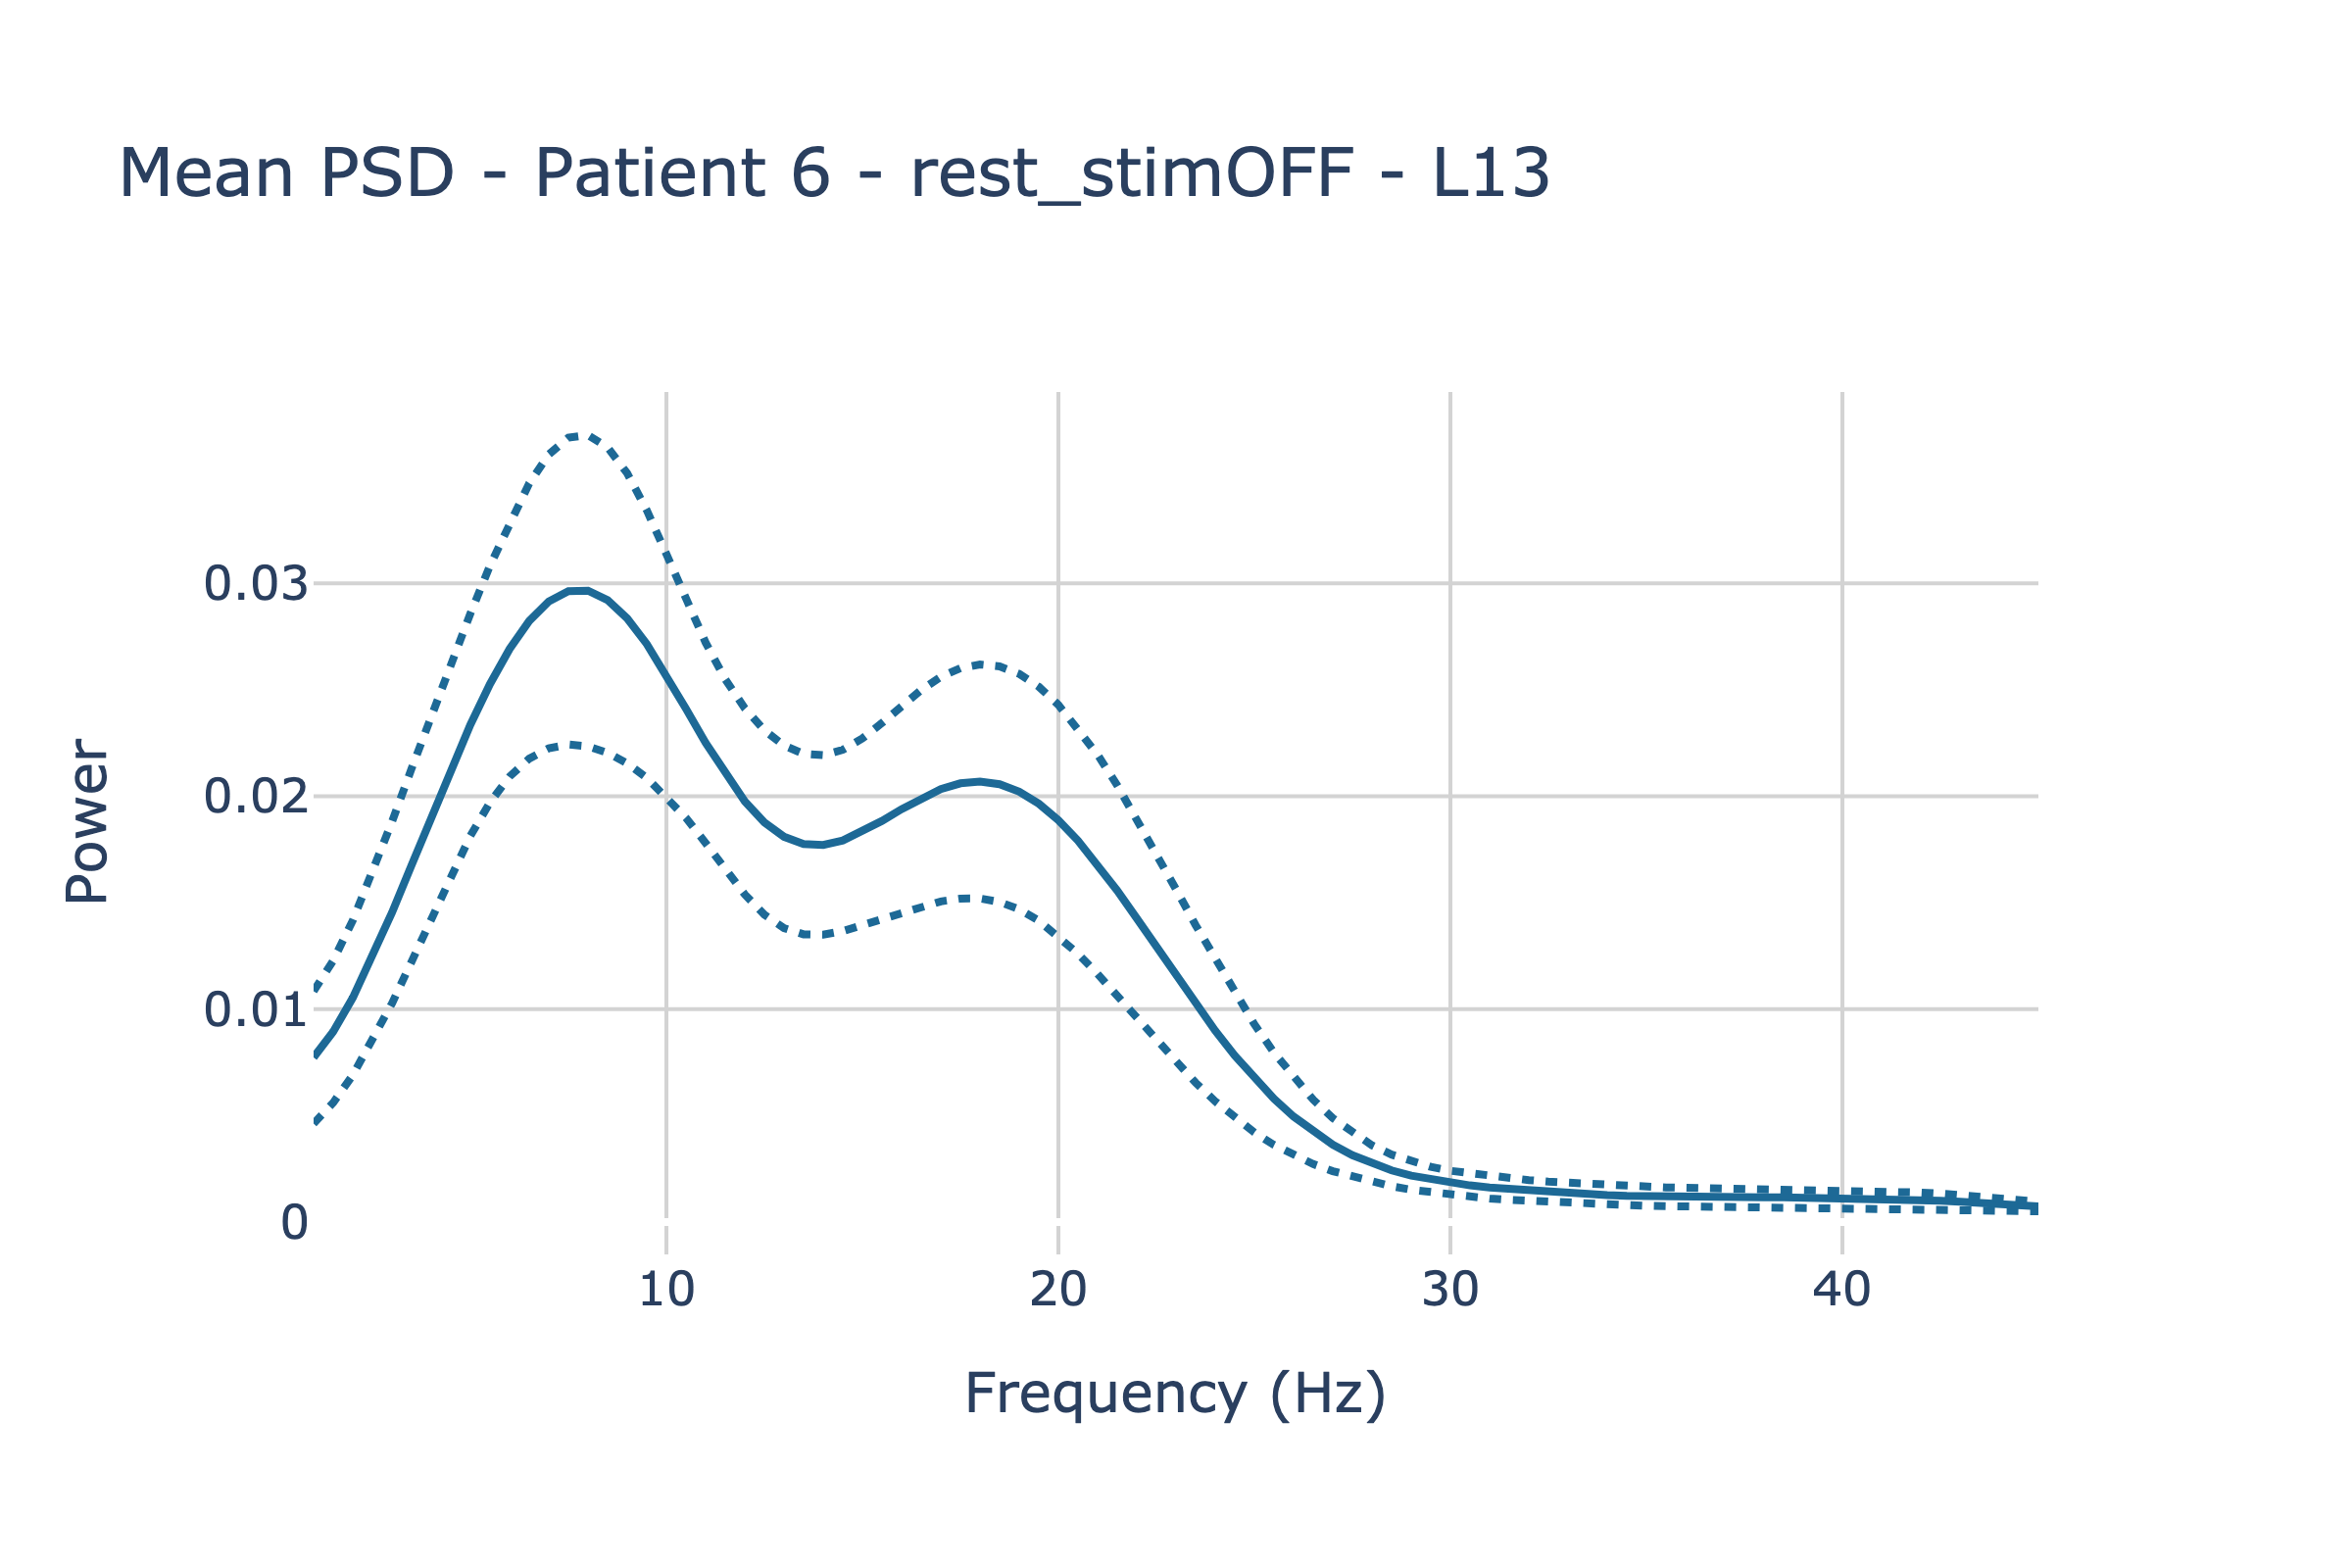 Mean PSD - Patient 6 - rest_stimOFF - L13
0.03
0.02
0.01
0
Power
10 20 30 40
Frequency (Hz)